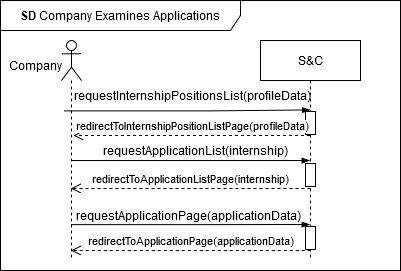 SD Company Examines Applications
Company
S&C
requestInternshipPositionsList(profileData)
redirectToInternshipPositionListPage(profileData)
requestApplicationList(internship)
redirectToApplicationListPage(internship)
requestApplicationPage(applicationData)
redirectToApplicationPage(applicationData)